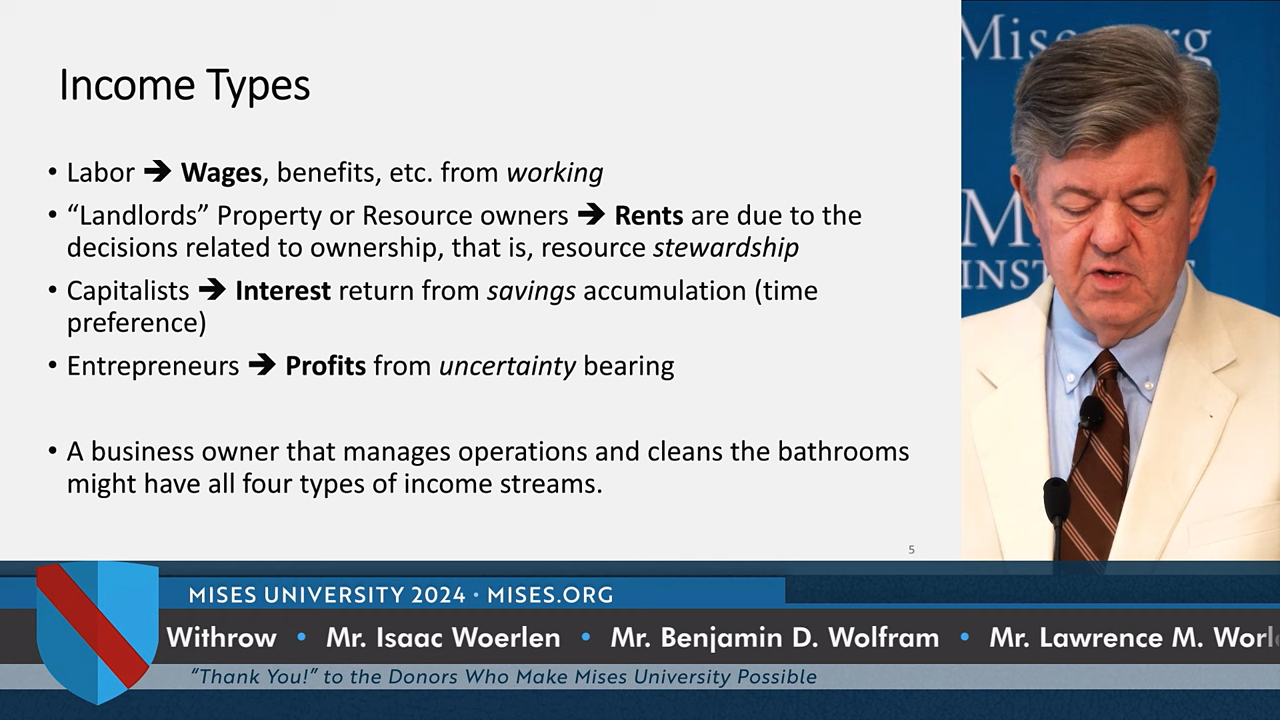 Income Types
• Labor ➔ Wages, benefits, etc. from working
• “Landlords” Property or Resource owners ➔ Rents are due to the
decisions related to ownership, that is, resource stewardship
• Capitalists ➔ Interest return from savings accumulation (time
preference)
• Entrepreneurs ➔ Profits from uncertainty bearing
• A business owner that manages operations and cleans the bathrooms
might have all four types of income streams.
5
MISES UNIVERSITY 2024 • MISES.ORG
Withrow • Mr. Isaac Woerlen • Mr. Benjamin D. Wolfram • Mr. Lawrence M.
“Thank You!” to the Donors Who Make Mises University Possible